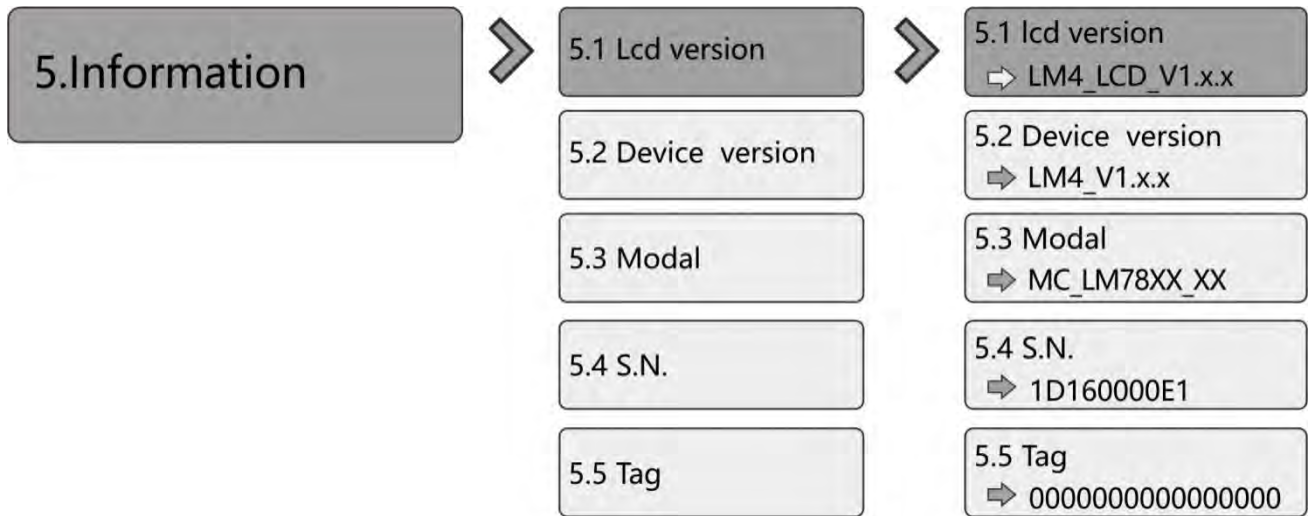 5.Information
5.1 Lcd version
5.2 Device version
5.3 Modal
5.4 S.N.
5.5 Tag
5.1 lcd version
LM4_LCD_V1.x.x
5.2 Device version
LM4_V1.x.x
5.3 Modal
MC_LM78XX_XX
5.4 S.N.
1D160000E1
5.5 Tag
0000000000000000